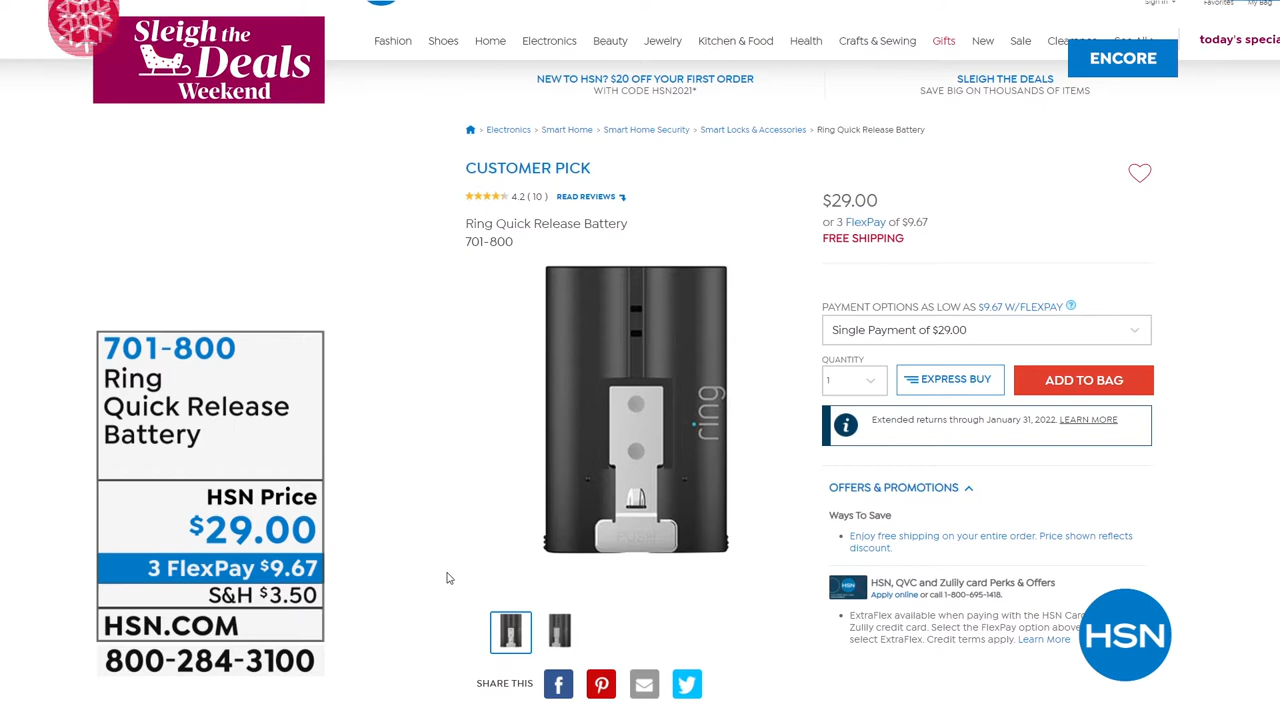 Sleigh the
Deals
Weekend
Sign In
Favorites
My Bag
Fashion Shoes Home Electronics Beauty Jewelry Kitchen & Food Health Crafts & Sewing Gifts New Sale
today's specia
ENCORE
NEW TO HSN? $20 OFF YOUR FIRST ORDER
WITH CODE HSN2021*
SLEIGH THE DEALS
SAVE BIG ON THOUSANDS OF ITEMS
> Electronics > Smart Home > Smart Home Security > Smart Locks & Accessories > Ring Quick Release Battery
CUSTOMER PICK
4.2 ( 10 ) READ REVIEWS
Ring Quick Release Battery
701-800
ring
PUSH
SHARE THIS
$29.00
or 3 FlexPay of $9.67
FREE SHIPPING
PAYMENT OPTIONS AS LOW AS $9.67 W/FLEXPAY ?
Single Payment of $29.00
QUANTITY
1
EXPRESS BUY
ADD TO BAG
i
Extended returns through January 31, 2022. LEARN MORE
OFFERS & PROMOTIONS
Ways To Save
• Enjoy free shipping on your entire order. Price shown reflects
discount.
HSN, QVC and Zulily card Perks & Offers
Apply online or call 1-800-695-1418.
• ExtraFlex available when paying with the HSN Card
Zulily credit card. Select the FlexPay option above
select ExtraFlex. Credit terms apply. Learn More
HSN
701-800
Ring
Quick Release
Battery
HSN Price
$29.00
3 FlexPay $9.67
S&H $3.50
HSN.COM
800-284-3100